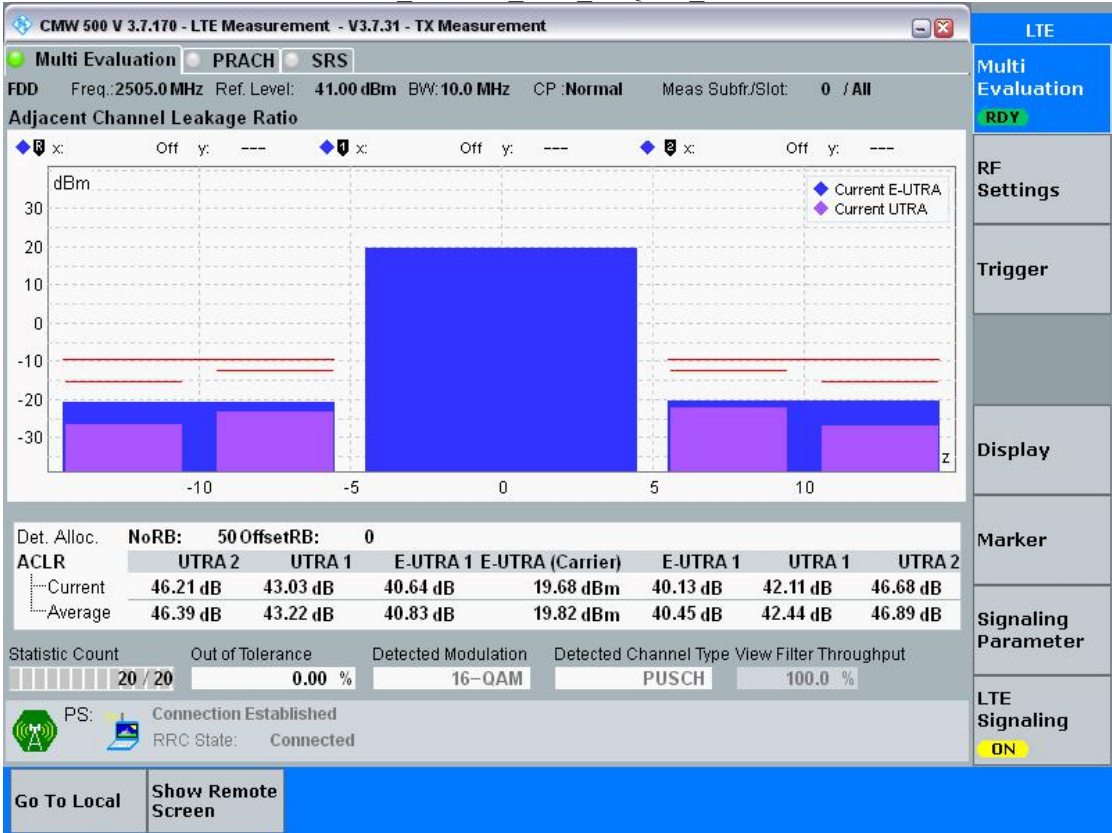 CMW 500 V 3.7.170 - LTE Measurement - V3.7.31 - TX Measurement
LTE
Multi Evaluation PRACH SRS
Multi Evaluation
RDY
FDD Freq.:2505.0 MHz Ref. Level: 41.00 dBm BW:10.0 MHz CP :Normal Meas Subfr./Slot: 0 / All
Adjacent Channel Leakage Ratio
R x: Off y: --- 1 x: Off y: --- 2 x: Off y: ---
dBm
Current E-UTRA
Current UTRA
30
20
10
0
-10
-20
-30
z
-10 -5 0 5 10
RF
Settings
Trigger
Display
Marker
Signaling
Parameter
LTE
Signaling
ON
Det. Alloc. NoRB: 50 OffsetRB: 0
ACLR UTRA 2 UTRA 1 E-UTRA 1 E-UTRA (Carrier) E-UTRA 1 UTRA 1 UTRA 2
Current 46.21 dB 43.03 dB 40.64 dB 19.68 dBm 40.13 dB 42.11 dB 46.68 dB
Average 46.39 dB 43.22 dB 40.83 dB 19.82 dBm 40.45 dB 42.44 dB 46.89 dB
Statistic Count Out of Tolerance Detected Modulation Detected Channel Type View Filter Throughput
20 / 20 0.00 % 16-QAM PUSCH 100.0 %
PS: Connection Established
RRC State: Connected
Go To Local
Show Remote
Screen